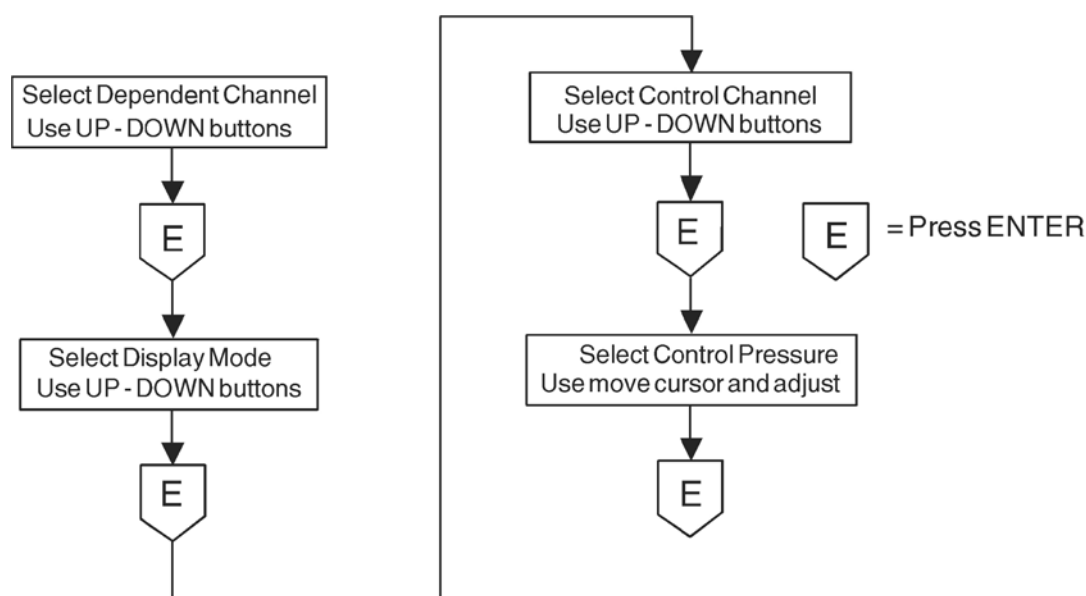 Select Dependent Channel
Use UP - DOWN buttons
E
Select Display Mode
Use UP - DOWN buttons
E
Select Control Channel
Use UP - DOWN buttons
E
Select Control Pressure
Use move cursor and adjust
E
E
= Press ENTER